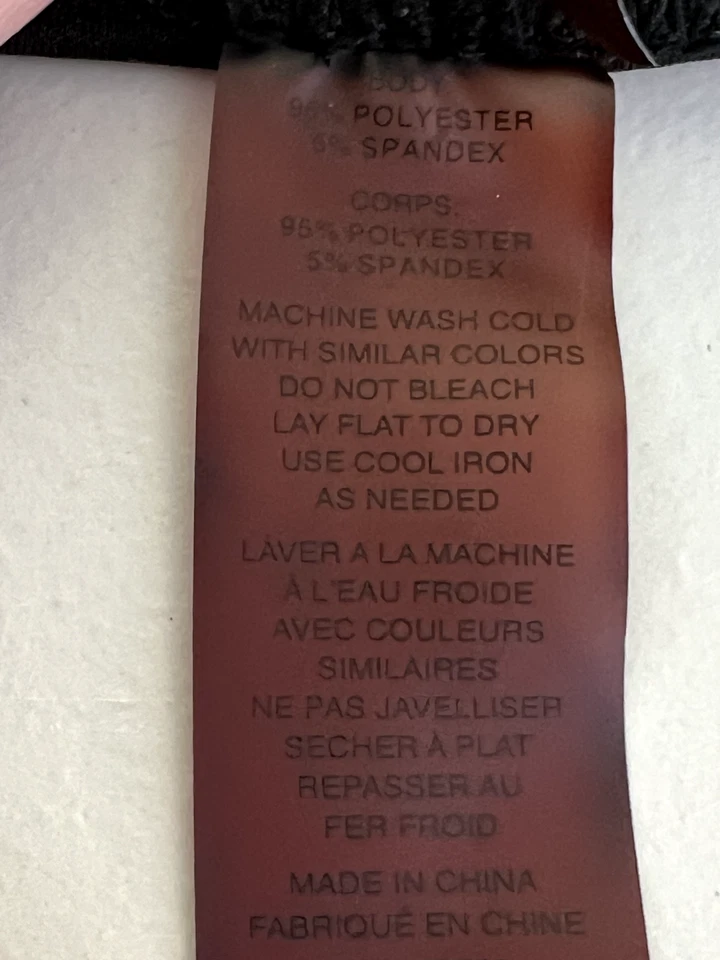 BODY:
95% POLYESTER
5% SPANDEX
CORPS:
95% POLYESTER
5% SPANDEX
MACHINE WASH COLD
WITH SIMILAR COLORS
DO NOT BLEACH
LAY FLAT TO DRY
USE COOL IRON
AS NEEDED
LAVER A LA MACHINE
À L'EAU FROIDE
AVEC COULEURS
SIMILAIRES
NE PAS JAVELLISER
SECHER À PLAT
REPASSER AU
FER FROID
MADE IN CHINA
FABRIQUÉ EN CHINE